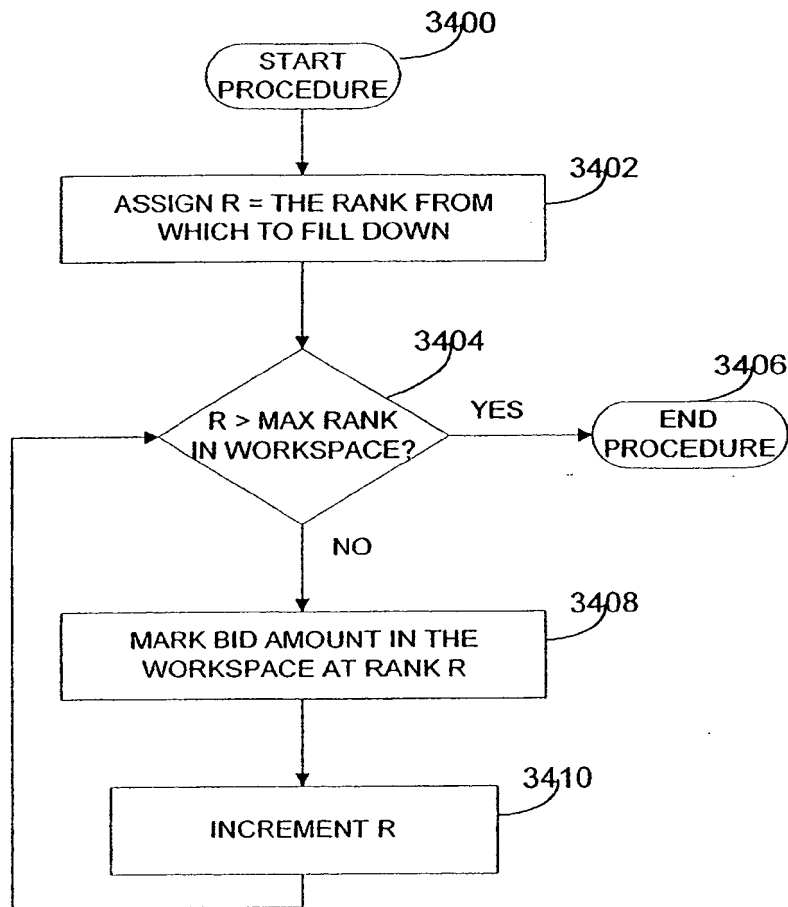 3400
START
PROCEDURE
3402
ASSIGN R = THE RANK FROM
WHICH TO FILL DOWN
3404
R > MAX RANK
IN WORKSPACE?
YES
3406
END
PROCEDURE
NO
3408
MARK BID AMOUNT IN THE
WORKSPACE AT RANK R
3410
INCREMENT R